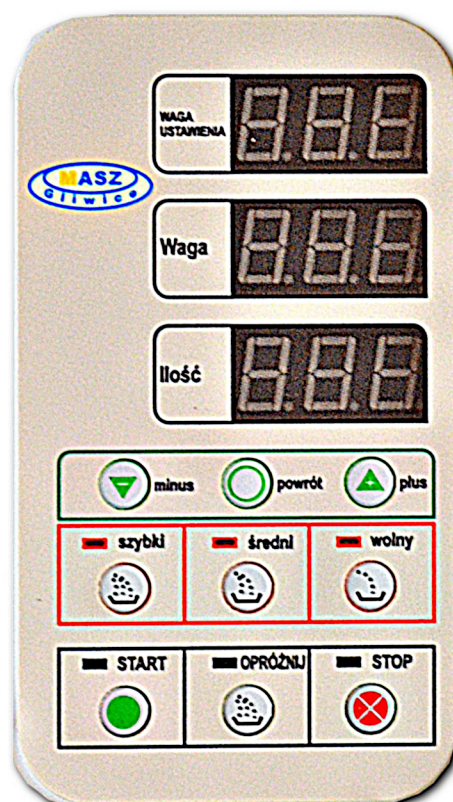 WAGA
USTAWIENIA
MASZ
Gliwice
Waga
Ilość
minus
powrót
plus
szybki
średni
wolny
START
OPRÓŻNIJ
STOP